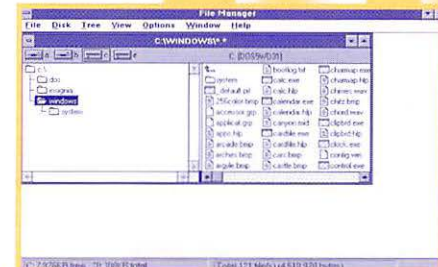 File Manager
File Disk Tree View Options Window Help
C:\WINDOWS\*.*
a b c e
C: [DOS5WD31]
c:\
dos
windows
system
system
_default.pif
256color.bmp
accessor.grp
applicat.grp
apps.hlp
arcade.bmp
arches.bmp
argyle.bmp
bootlog.txt
calc.exe
calc.hlp
calendar.exe
calendar.hlp
canyon.mid
cardfile.exe
cardfile.hlp
cars.bmp
castle.bmp
charmap.exe
charmap.hlp
chimes.wav
chitz.bmp
chord.wav
clipbrd.exe
clipbrd.hlp
clock.exe
config.win
control.exe